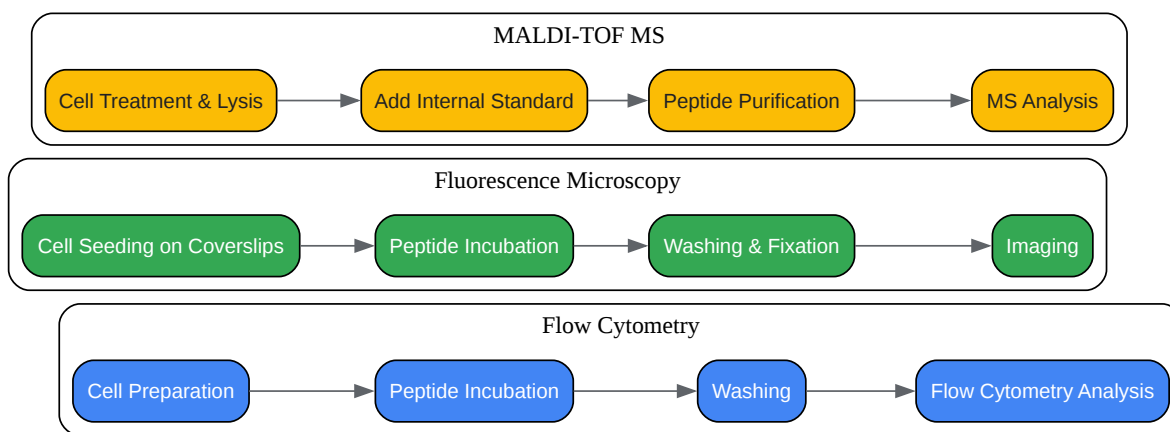 MALDI-TOF MS
Cell Treatment & Lysis
Add Internal Standard
Peptide Purification
MS Analysis
Fluorescence Microscopy
Cell Seeding on Coverslips
Peptide Incubation
Washing & Fixation
Imaging
Flow Cytometry
Cell Preparation
Peptide Incubation
Washing
Flow Cytometry Analysis